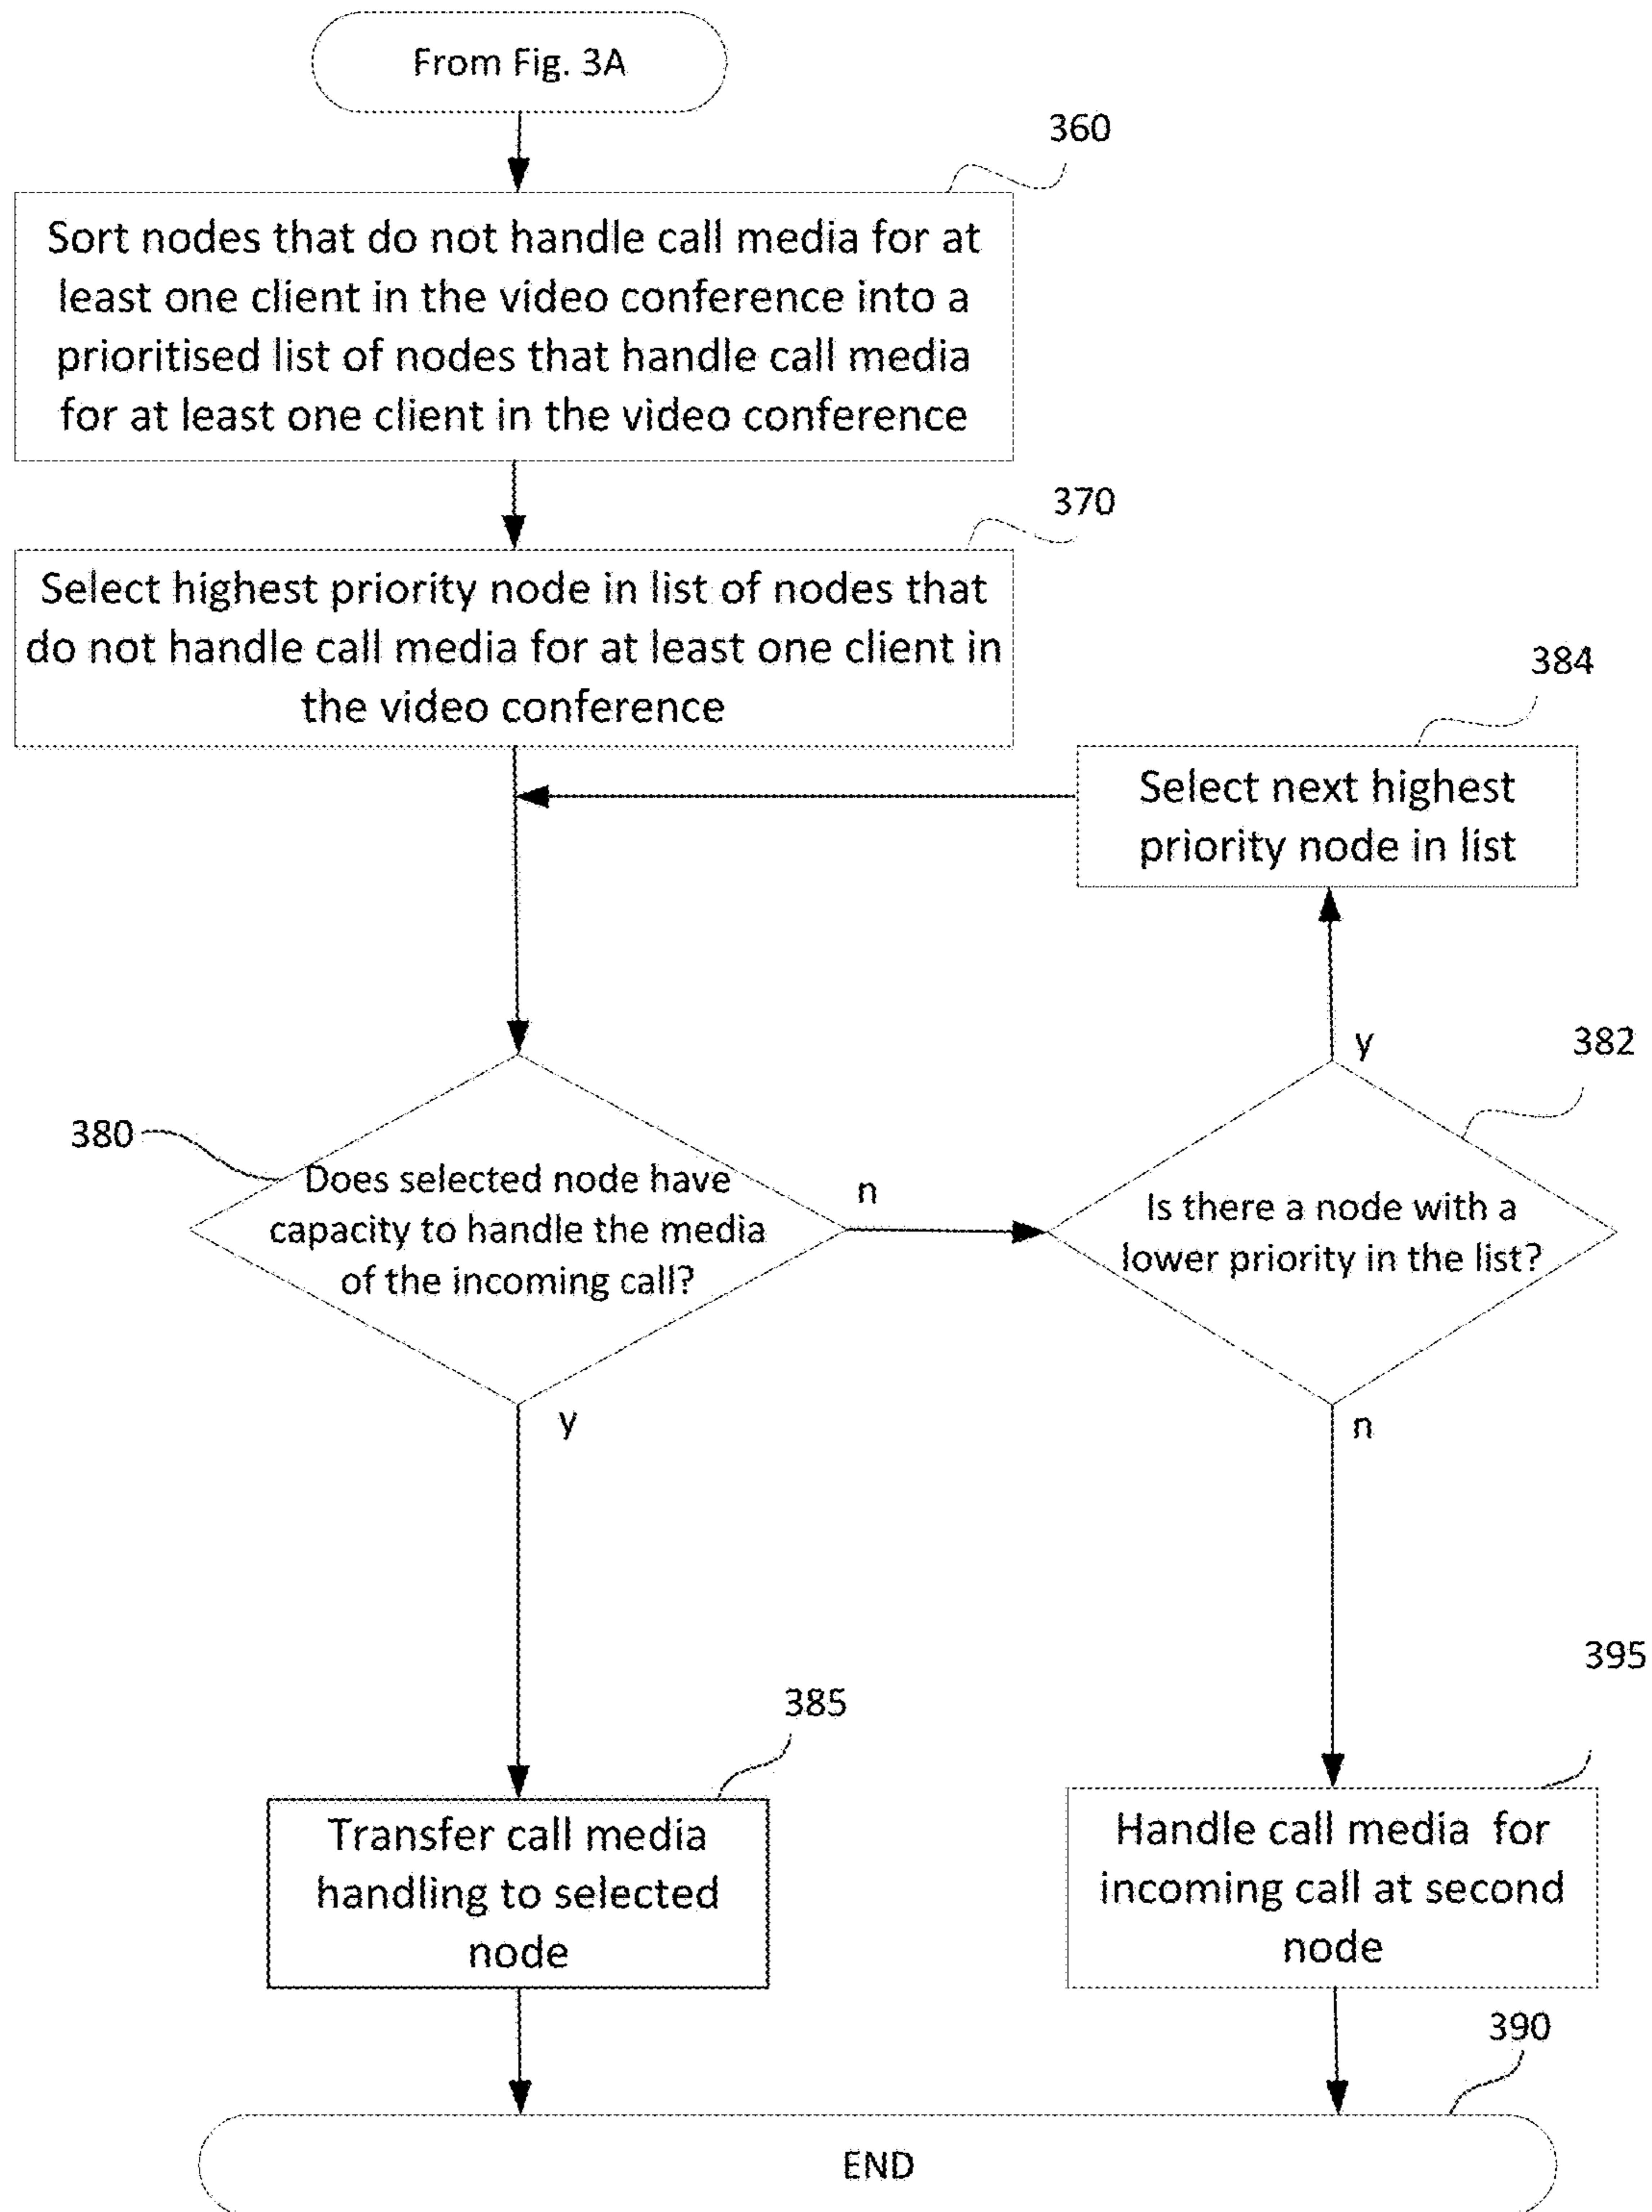 From Fig. 3A
360
Sort nodes that do not handle call media for at
least one client in the video conference into a
prioritised list of nodes that handle call media
for at least one client in the video conference
370
Select highest priority node in list of nodes that
do not handle call media for at least one client in
the video conference
384
Select next highest
priority node in list
380
Does selected node have
capacity to handle the media
of the incoming call?
n
y
382
Is there a node with a
lower priority in the list?
y
n
385
Transfer call media
handling to selected
node
395
Handle call media for
incoming call at second
node
390
END